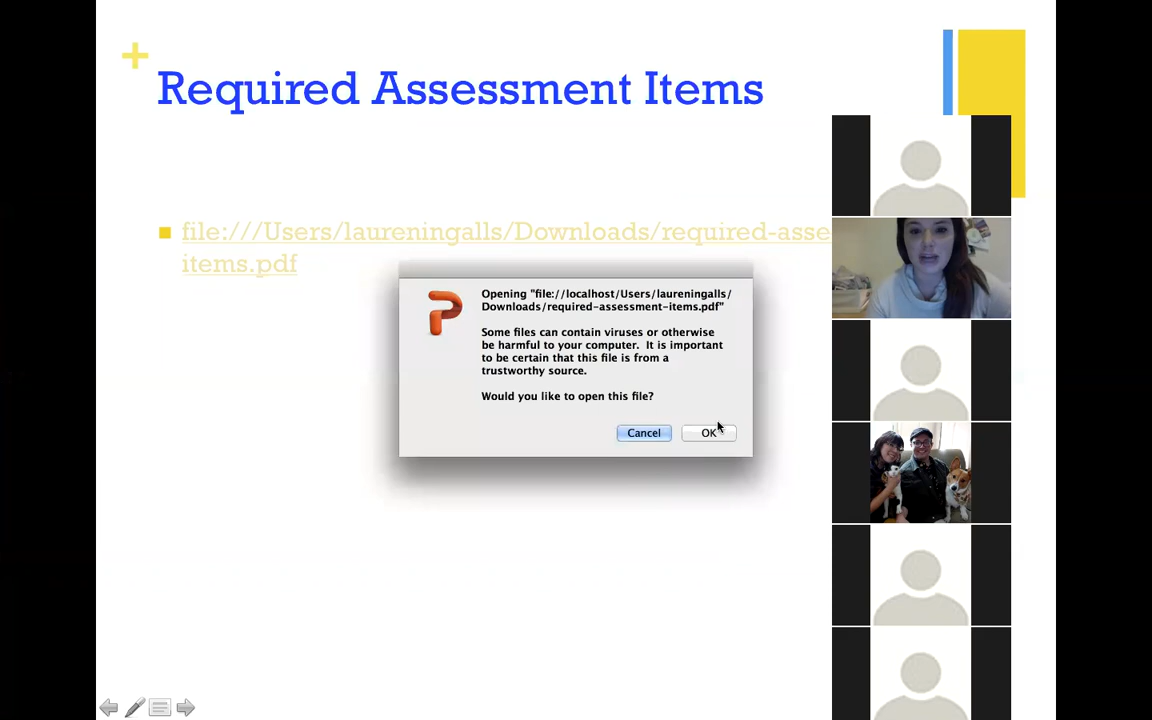 +
Required Assessment Items
file:///Users/laureningalls/Downloads/required-asse
items.pdf
Opening "file://localhost/Users/laureningalls/
Downloads/required-assessment-items.pdf"
Some files can contain viruses or otherwise
be harmful to your computer. It is important
to be certain that this file is from a
trustworthy source.
Would you like to open this file?
Cancel OK